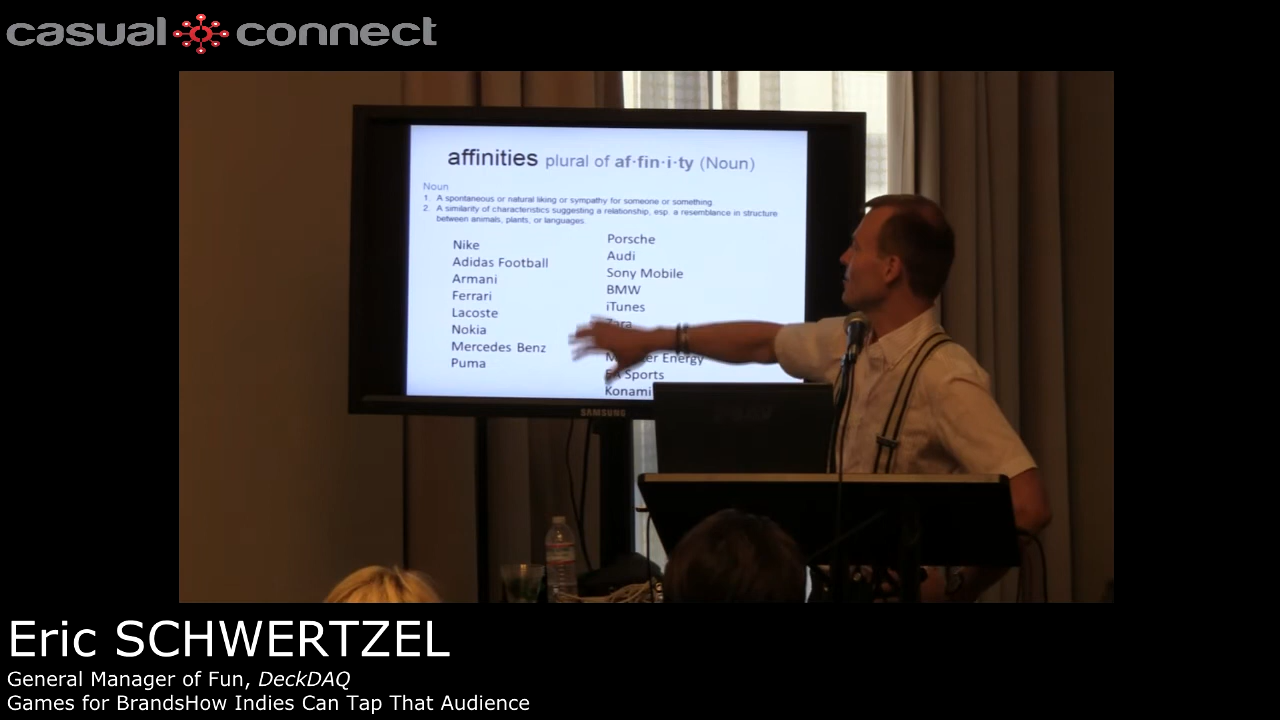 casual connect
affinities plural of af·fin·i·ty (Noun)
Noun
1. A spontaneous or natural liking or sympathy for someone or something.
2. A similarity of characteristics suggesting a relationship, esp. a resemblance in structure
between animals, plants, or languages.
Nike
Adidas Football
Armani
Ferrari
Lacoste
Nokia
Mercedes Benz
Puma
Porsche
Audi
Sony Mobile
BMW
iTunes
Zara
Energy
Sports
Konami
SAMSUNG
Eric SCHWERTZEL
General Manager of Fun, DeckDAQ
Games for BrandsHow Indies Can Tap That Audience